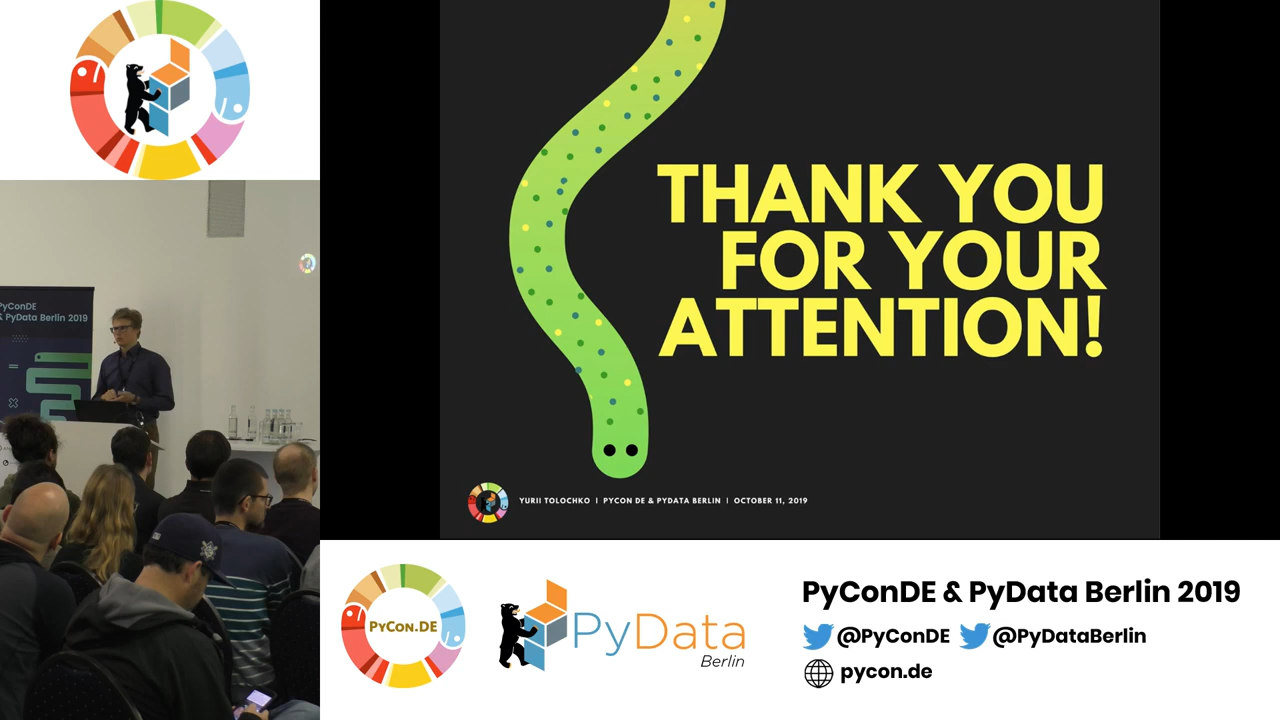 THANK YOU
FOR YOUR
ATTENTION!
YURII TOLOCHKO | PYCON DE & PYDATA BERLIN | OCTOBER 11, 2019
PyConDE
& PyData Berlin 2019
PYCON.DE
PyData
Berlin
PyConDE & PyData Berlin 2019
@PyConDE @PyDataBerlin
pycon.de